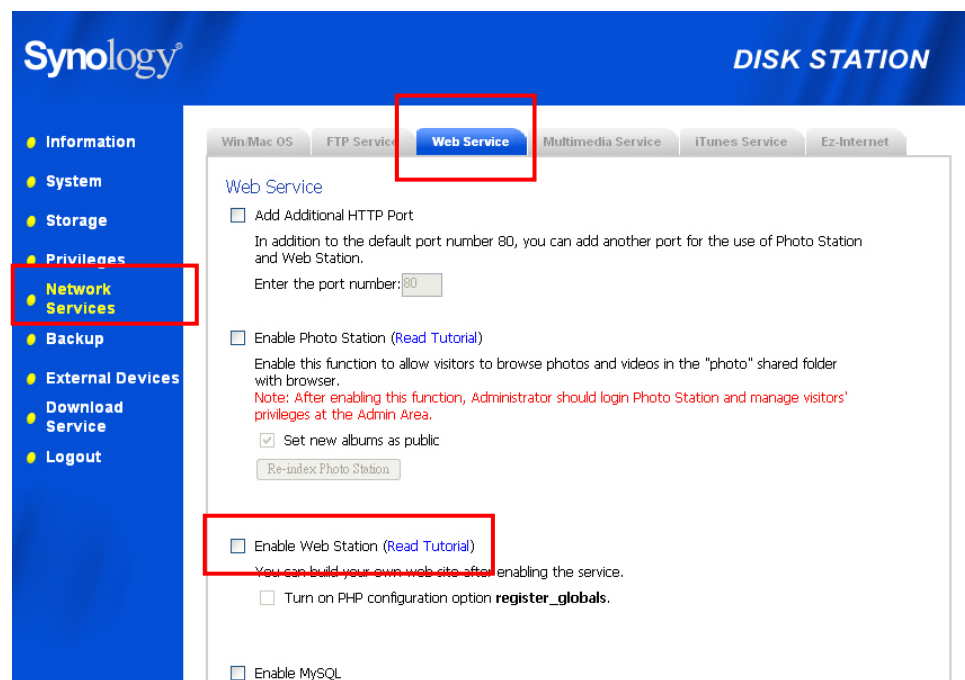 Synology®
DISK STATION
Information
System
Storage
Privileges
Network
Services
Backup
External Devices
Download
Service
Logout
Win/Mac OS FTP Service Web Service Multimedia Service iTunes Service Ez-Internet
Web Service
Add Additional HTTP Port
In addition to the default port number 80, you can add another port for the use of Photo Station
and Web Station.
Enter the port number: 80
Enable Photo Station (Read Tutorial)
Enable this function to allow visitors to browse photos and videos in the "photo" shared folder
with browser.
Note: After enabling this function, Administrator should login Photo Station and manage visitors'
privileges at the Admin Area.
Set new albums as public
Re-index Photo Station
Enable Web Station (Read Tutorial)
You can build your own web site after enabling the service.
Turn on PHP configuration option register_globals.
Enable MySQL